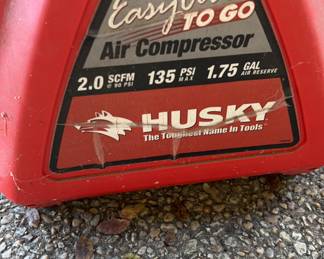 Easy
TO GO
Air Compressor
2.0 SCFM @ 90 PSI 135 PSI MAX 1.75 GAL AIR RESERVE
HUSKY
The Toughest Name In Tools